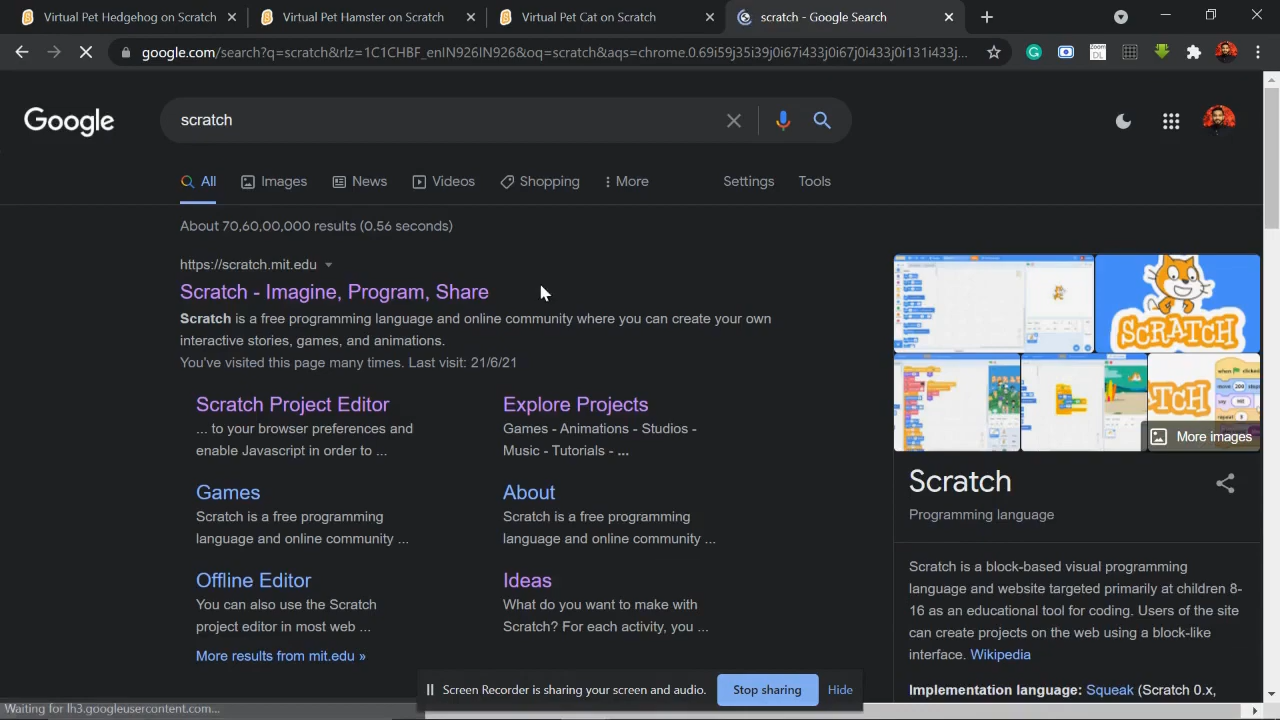 Virtual Pet Hedgehog on Scratch
Virtual Pet Hamster on Scratch
Virtual Pet Cat on Scratch
scratch - Google Search
google.com/search?q=scratch&rlz=1C1CHBF_enIN926IN926&oq=scratch&aqs=chrome.0.69i59j35i39j0i67i433j0i67j0i433j0i131i433j...
Zoom
DL
Google
scratch
All
Images
News
Videos
Shopping
More
Settings
Tools
About 70,60,00,000 results (0.56 seconds)
https://scratch.mit.edu
Scratch - Imagine, Program, Share
Scratch is a free programming language and online community where you can create your own
interactive stories, games, and animations.
You've visited this page many times. Last visit: 21/6/21
Scratch Project Editor
to your browser preferences and
enable Javascript in order to ...
Explore Projects
Games - Animations - Studios -
Music - Tutorials - ...
Games
Scratch is a free programming
language and online community ...
About
Scratch is a free programming
language and online community ...
Offline Editor
You can also use the Scratch
project editor in most web ...
Ideas
What do you want to make with
Scratch? For each activity, you ...
More results from mit.edu »
SCRATCH
TCH
when clicked
move 200 steps
say
repeat
More images
Scratch
Programming language
Scratch is a block-based visual programming
language and website targeted primarily at children 8-
16 as an educational tool for coding. Users of the site
can create projects on the web using a block-like
interface. Wikipedia
Implementation language: Squeak (Scratch 0.x,
Screen Recorder is sharing your screen and audio.
Stop sharing
Hide
Waiting for lh3.googleusercontent.com...